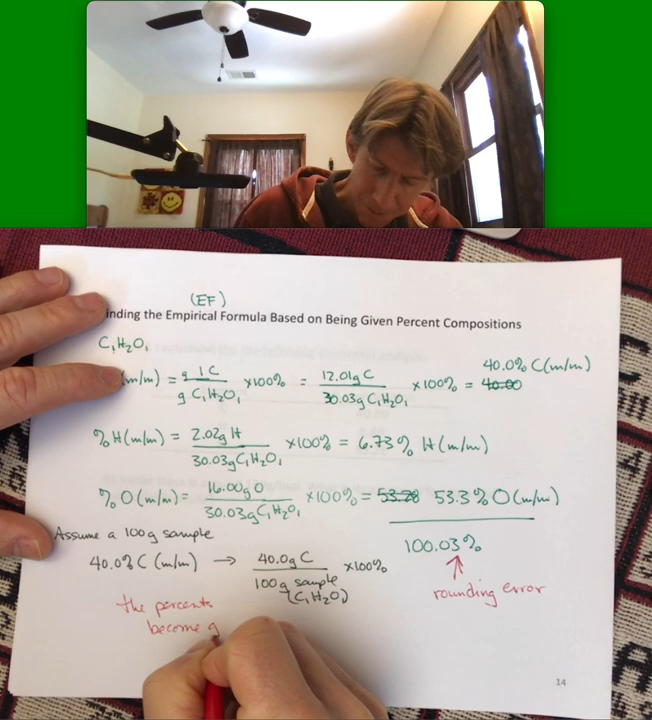 (EF)
inding the Empirical Formula Based on Being Given Percent Compositions
C₁H₂O₁
(m/m) = g 1 C / g C₁H₂O₁ ×100% = 12.01g C / 30.03g C₁H₂O₁ ×100% = 40.00 40.0% C (m/m)
% H (m/m) = 2.02g H / 30.03g C₁H₂O₁ ×100% = 6.73% H (m/m)
% O (m/m) = 16.00g O / 30.03g C₁H₂O₁ ×100% = 53.28 53.3% O (m/m)
100.03%
rounding error
Assume a 100g sample
40.0% C (m/m) → 40.0g C / 100g sample (C₁H₂O₁) ×100%
the percents
become g
14